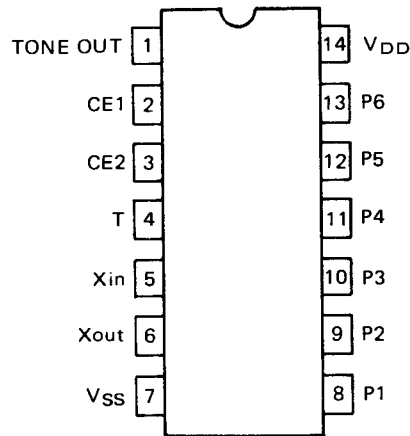 TONE OUT 1 14 VDD
CE1 2 13 P6
CE2 3 12 P5
T 4 11 P4
Xin 5 10 P3
Xout 6 9 P2
VSS 7 8 P1